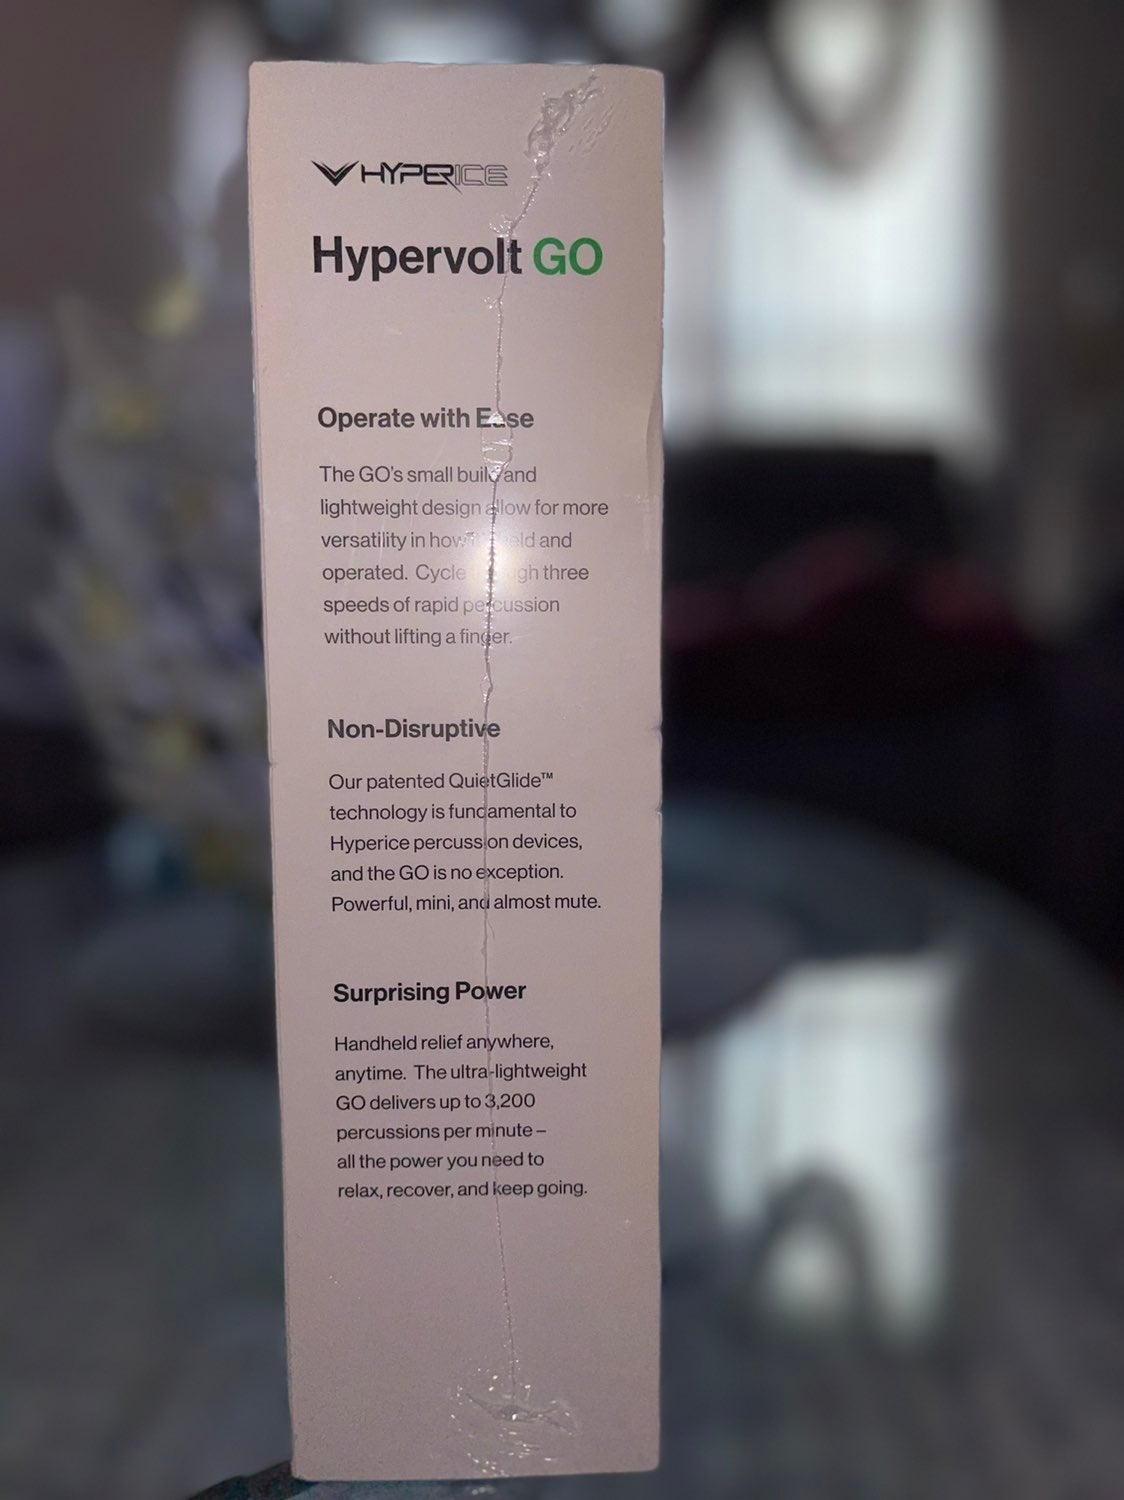 HYPERICE
Hypervolt GO
Operate with Ease
The GO's small build and
lightweight design allow for more
versatility in how held and
operated. Cycle through three
speeds of rapid percussion
without lifting a finger.
Non-Disruptive
Our patented QuietGlide™
technology is fundamental to
Hyperice percussion devices,
and the GO is no exception.
Powerful, mini, and almost mute.
Surprising Power
Handheld relief anywhere,
anytime. The ultra-lightweight
GO delivers up to 3,200
percussions per minute –
all the power you need to
relax, recover, and keep going.